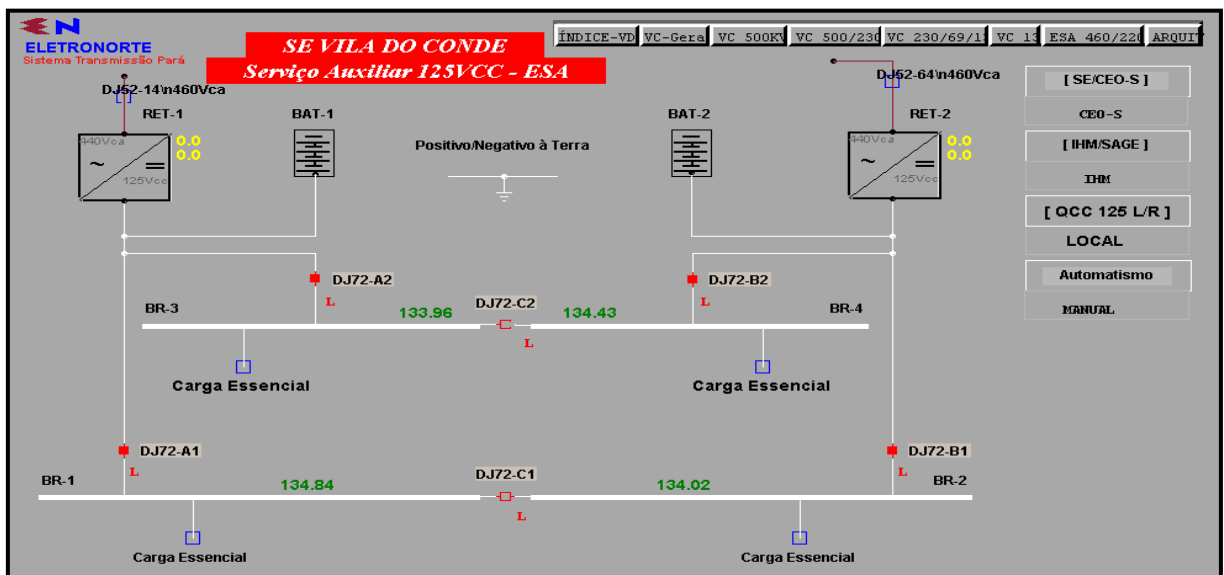 ELETRONORTE
Sistema Transmissão Pará
SE VILA DO CONDE
Serviço Auxiliar 125VCC - ESA
ÍNDICE-VD VC-Geral VC 500KV VC 500/230 VC 230/69/13 VC 13 ESA 460/220 ARQUIT
DJ52-14\n460Vca
DJ52-64\n460Vca
[ SE/CEO-S ]
CEO-S
RET-1
BAT-1
BAT-2
RET-2
440Vca
0.0
0.0
~
125Vcc
Positivo/Negativo à Terra
440Vca
0.0
0.0
~
125Vcc
[ IHM/SAGE ]
IHM
[ QCC 125 L/R ]
LOCAL
Automatismo
MANUAL
DJ72-A2
L
DJ72-B2
L
BR-3
133.96
DJ72-C2
134.43
BR-4
L
Carga Essencial
Carga Essencial
DJ72-A1
L
DJ72-B1
L
BR-1
134.84
DJ72-C1
134.02
BR-2
L
Carga Essencial
Carga Essencial